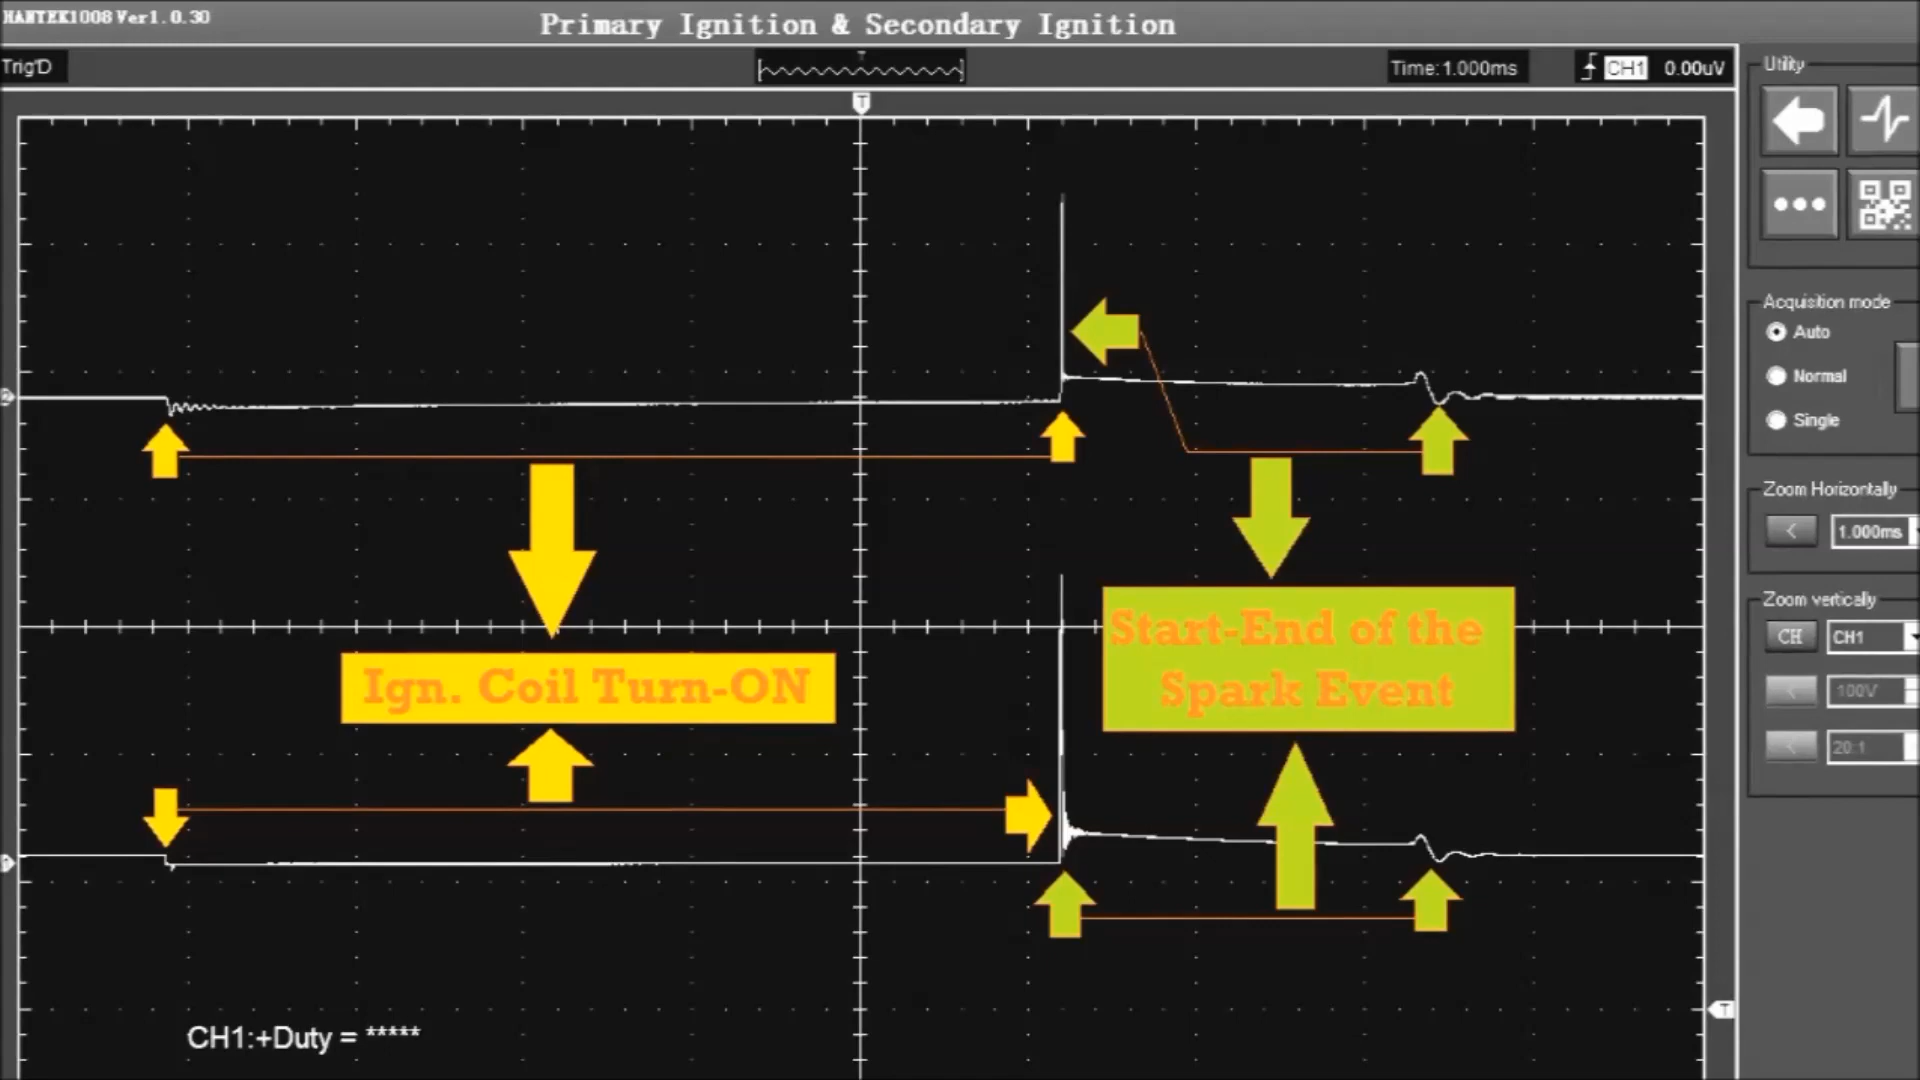 HANTEK1008 Ver1.0.30
Primary Ignition & Secondary Ignition
Trig'D
T
Time:1.000ms
CH1 0.00uV
Utility
T
Acquisition mode
Auto
2
Normal
Single
Zoom Horizontally
< 1.000ms
Zoom vertically
Start-End of the
Spark Event
CH CH1
Ign. Coil Turn-ON
< 100V
< 20:1
T
CH1:+Duty = *****